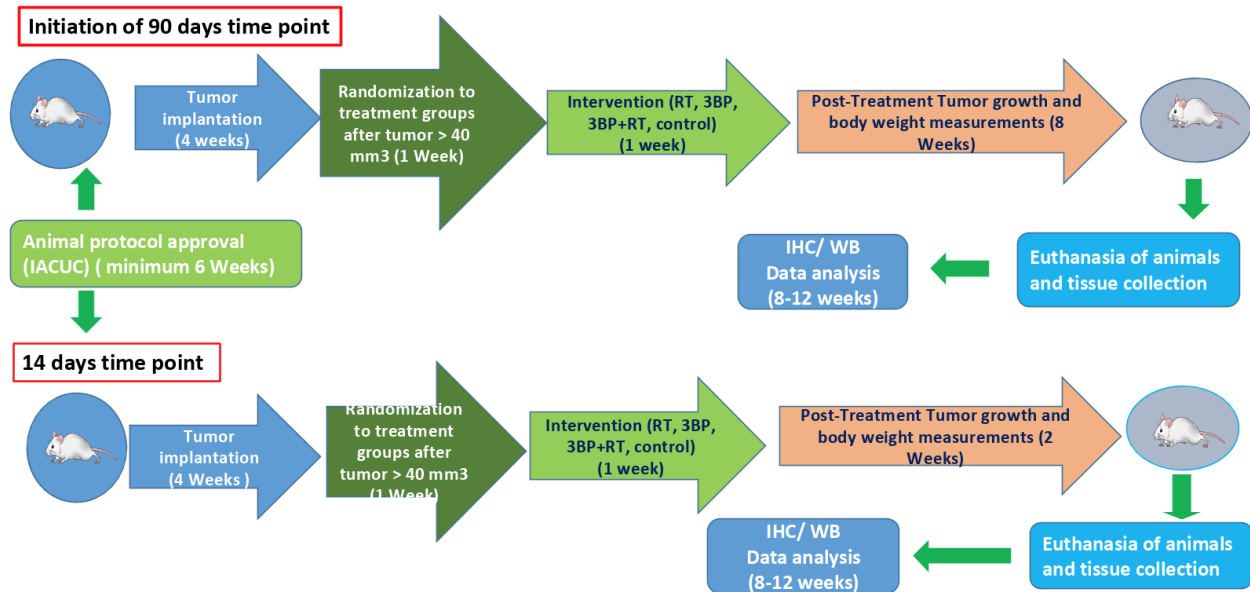 Initiation of 90 days time point
Tumor
implantation
(4 weeks)
Randomization to
treatment groups
after tumor > 40
mm3 (1 Week)
Intervention (RT, 3BP,
3BP+RT, control)
(1 week)
Post-Treatment Tumor growth and
body weight measurements (8
Weeks)
Animal protocol approval
(IACUC) ( minimum 6 Weeks)
IHC/ WB
Data analysis
(8-12 weeks)
Euthanasia of animals
and tissue collection
14 days time point
Tumor
implantation
(4 Weeks )
Randomization
to treatment
groups after
tumor > 40 mm3
(1 Week)
Intervention (RT, 3BP,
3BP+RT, control)
(1 week)
Post-Treatment Tumor growth and
body weight measurements (2
Weeks)
IHC/ WB
Data analysis
(8-12 weeks)
Euthanasia of animals
and tissue collection